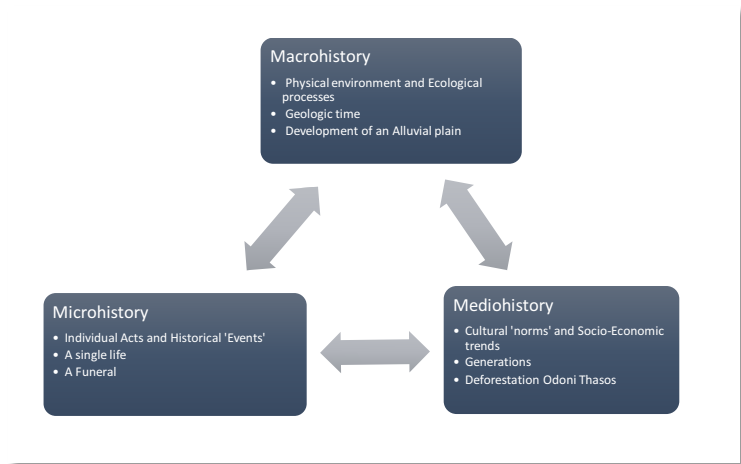 Macrohistory
• Physical environment and Ecological
processes
• Geologic time
• Development of an Alluvial plain
Microhistory
• Individual Acts and Historical 'Events'
• A single life
• A Funeral
Mediohistory
• Cultural 'norms' and Socio-Economic
trends
• Generations
• Deforestation Odoni Thasos